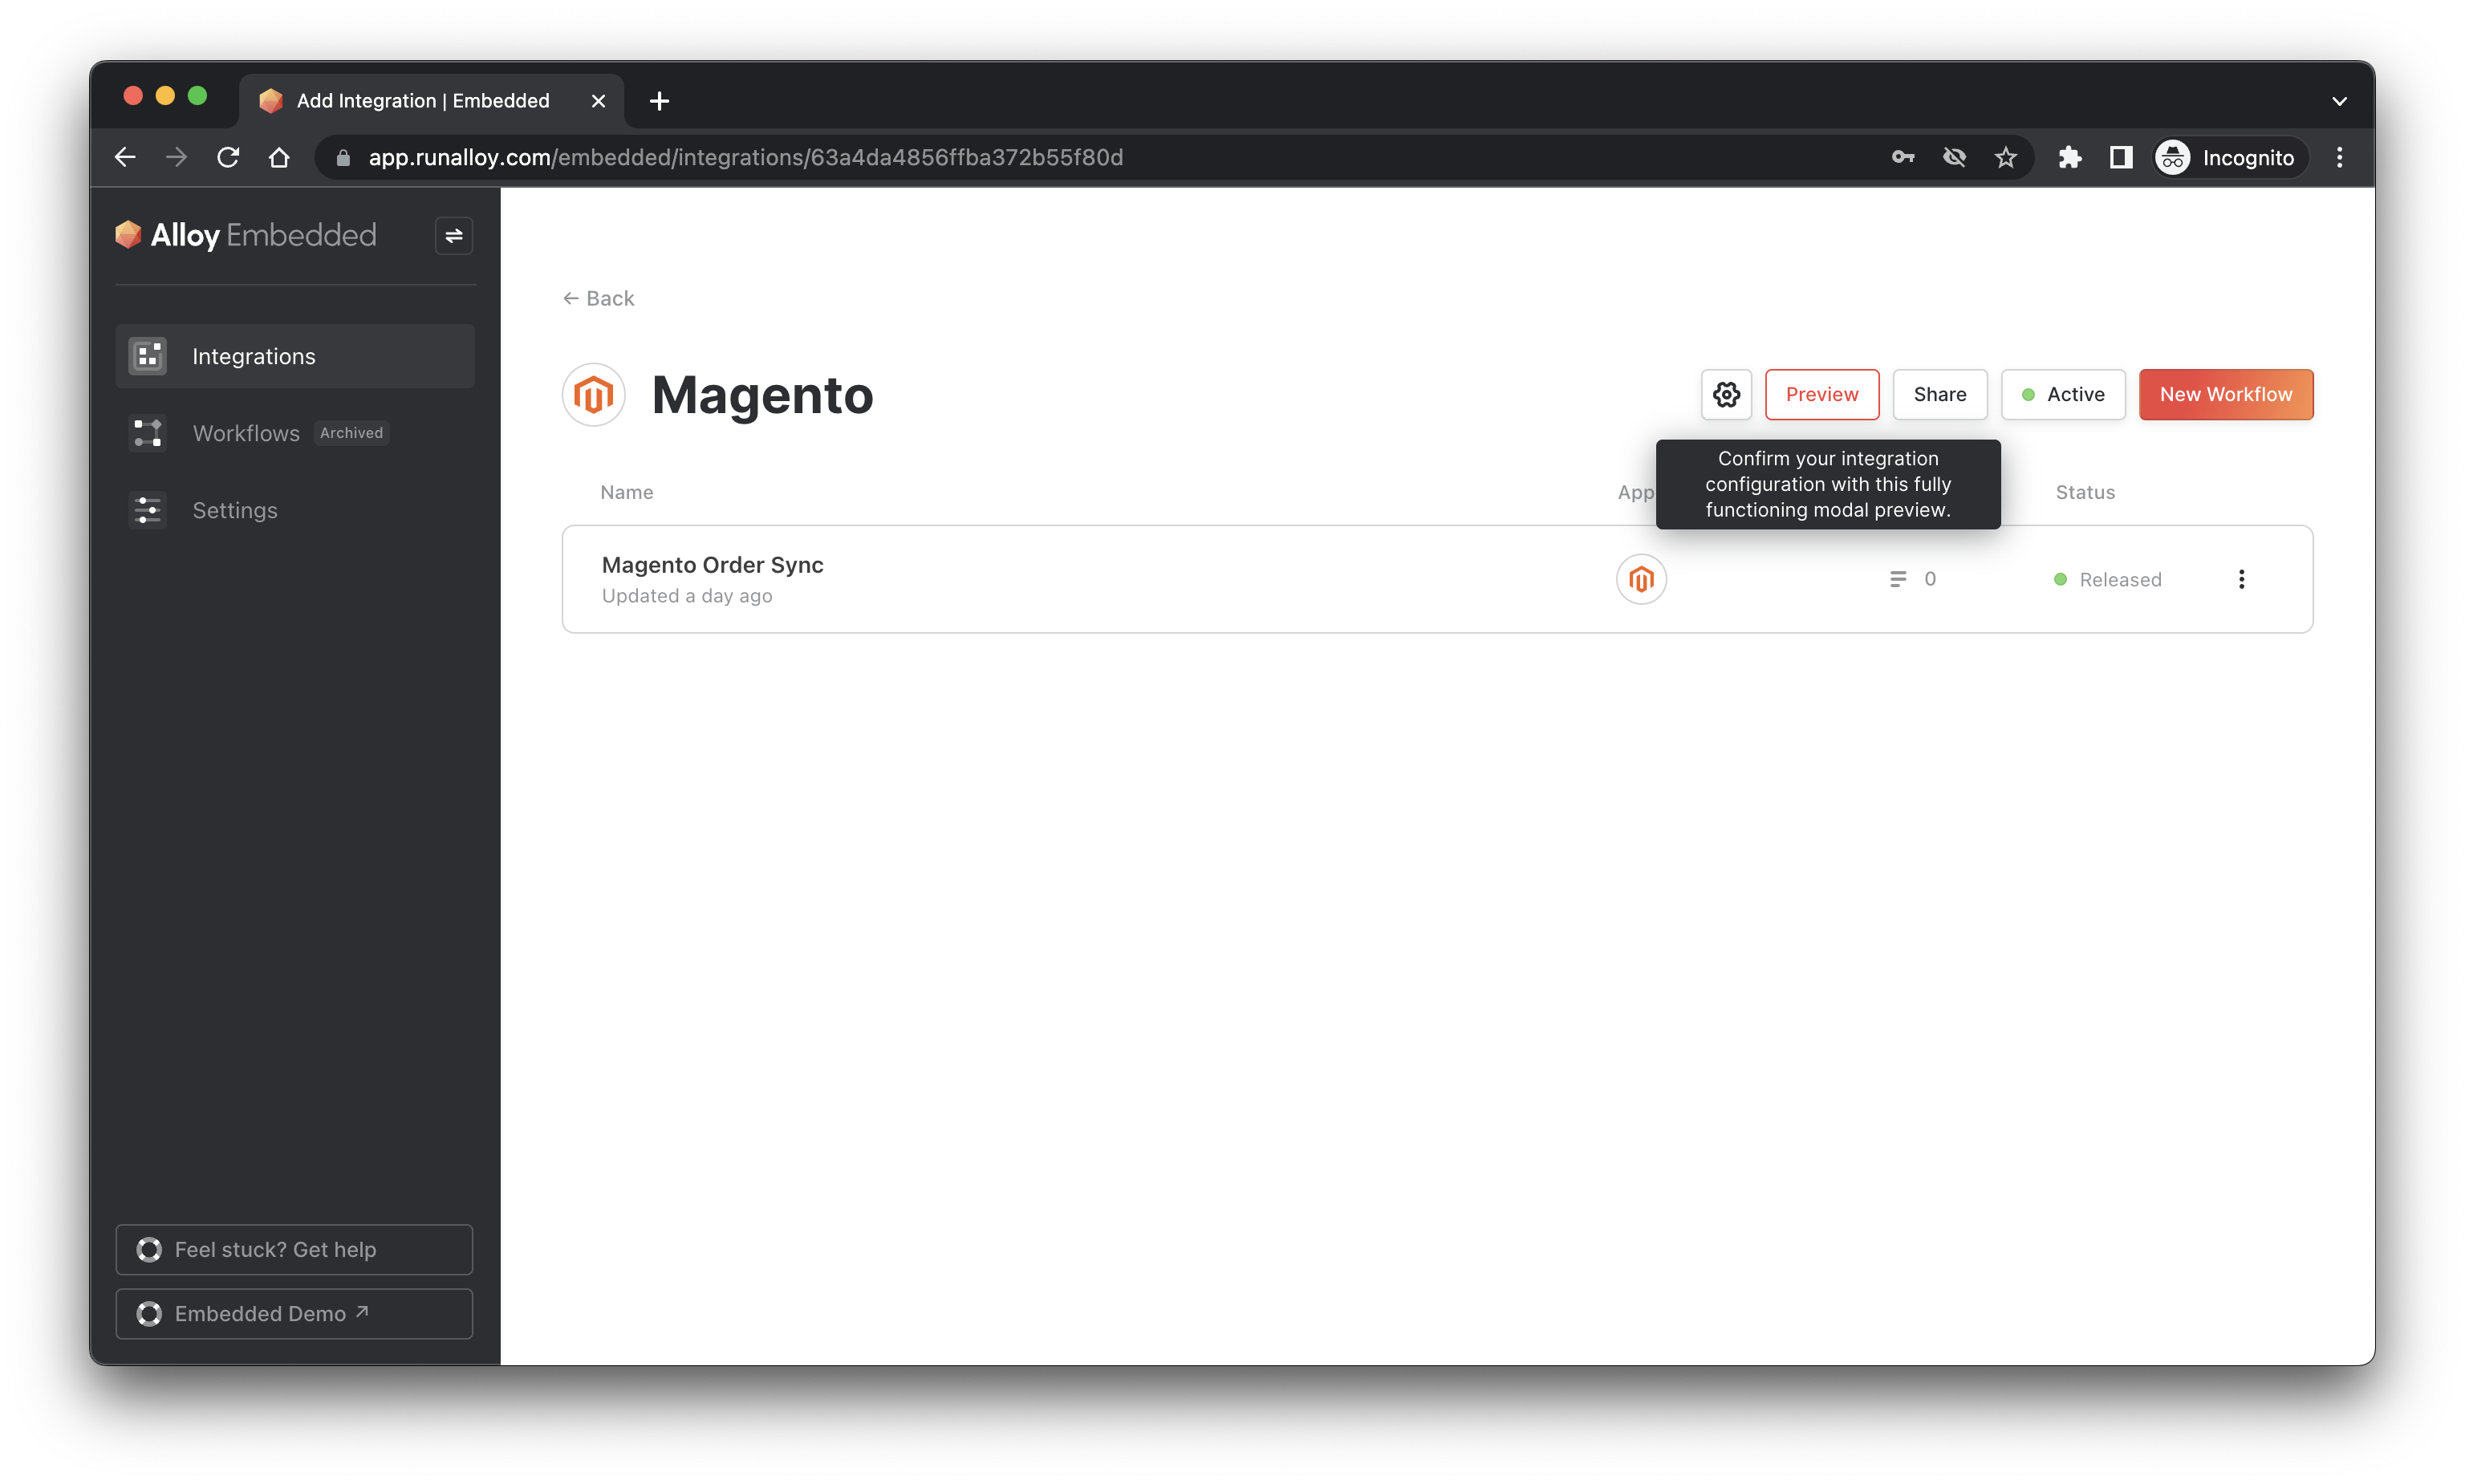 Add Integration | Embedded
app.runalloy.com/embedded/integrations/63a4da4856ffba372b55f80d
Incognito
Alloy Embedded
Integrations
Workflows Archived
Settings
Feel stuck? Get help
Embedded Demo ↗
← Back
Magento
Preview
Share
Active
New Workflow
Confirm your integration
configuration with this fully
functioning modal preview.
Name
App
Status
Magento Order Sync
Updated a day ago
0
Released